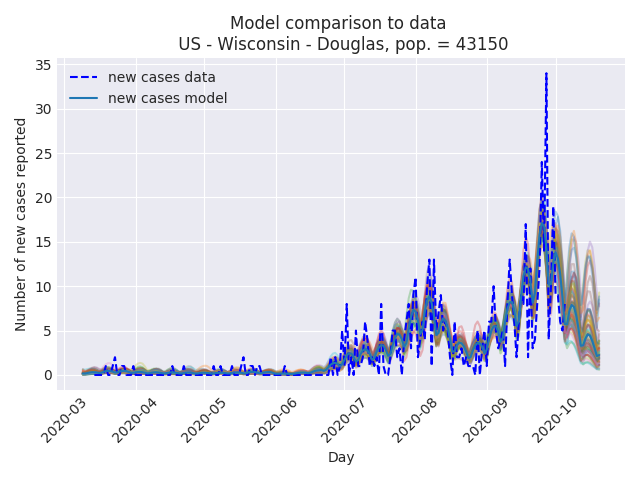 Model comparison to data
US - Wisconsin - Douglas, pop. = 43150
new cases data
new cases model
Number of new cases reported
35
30
25
20
15
10
5
0
2020-03
2020-04
2020-05
2020-06
2020-07
2020-08
2020-09
2020-10
Day